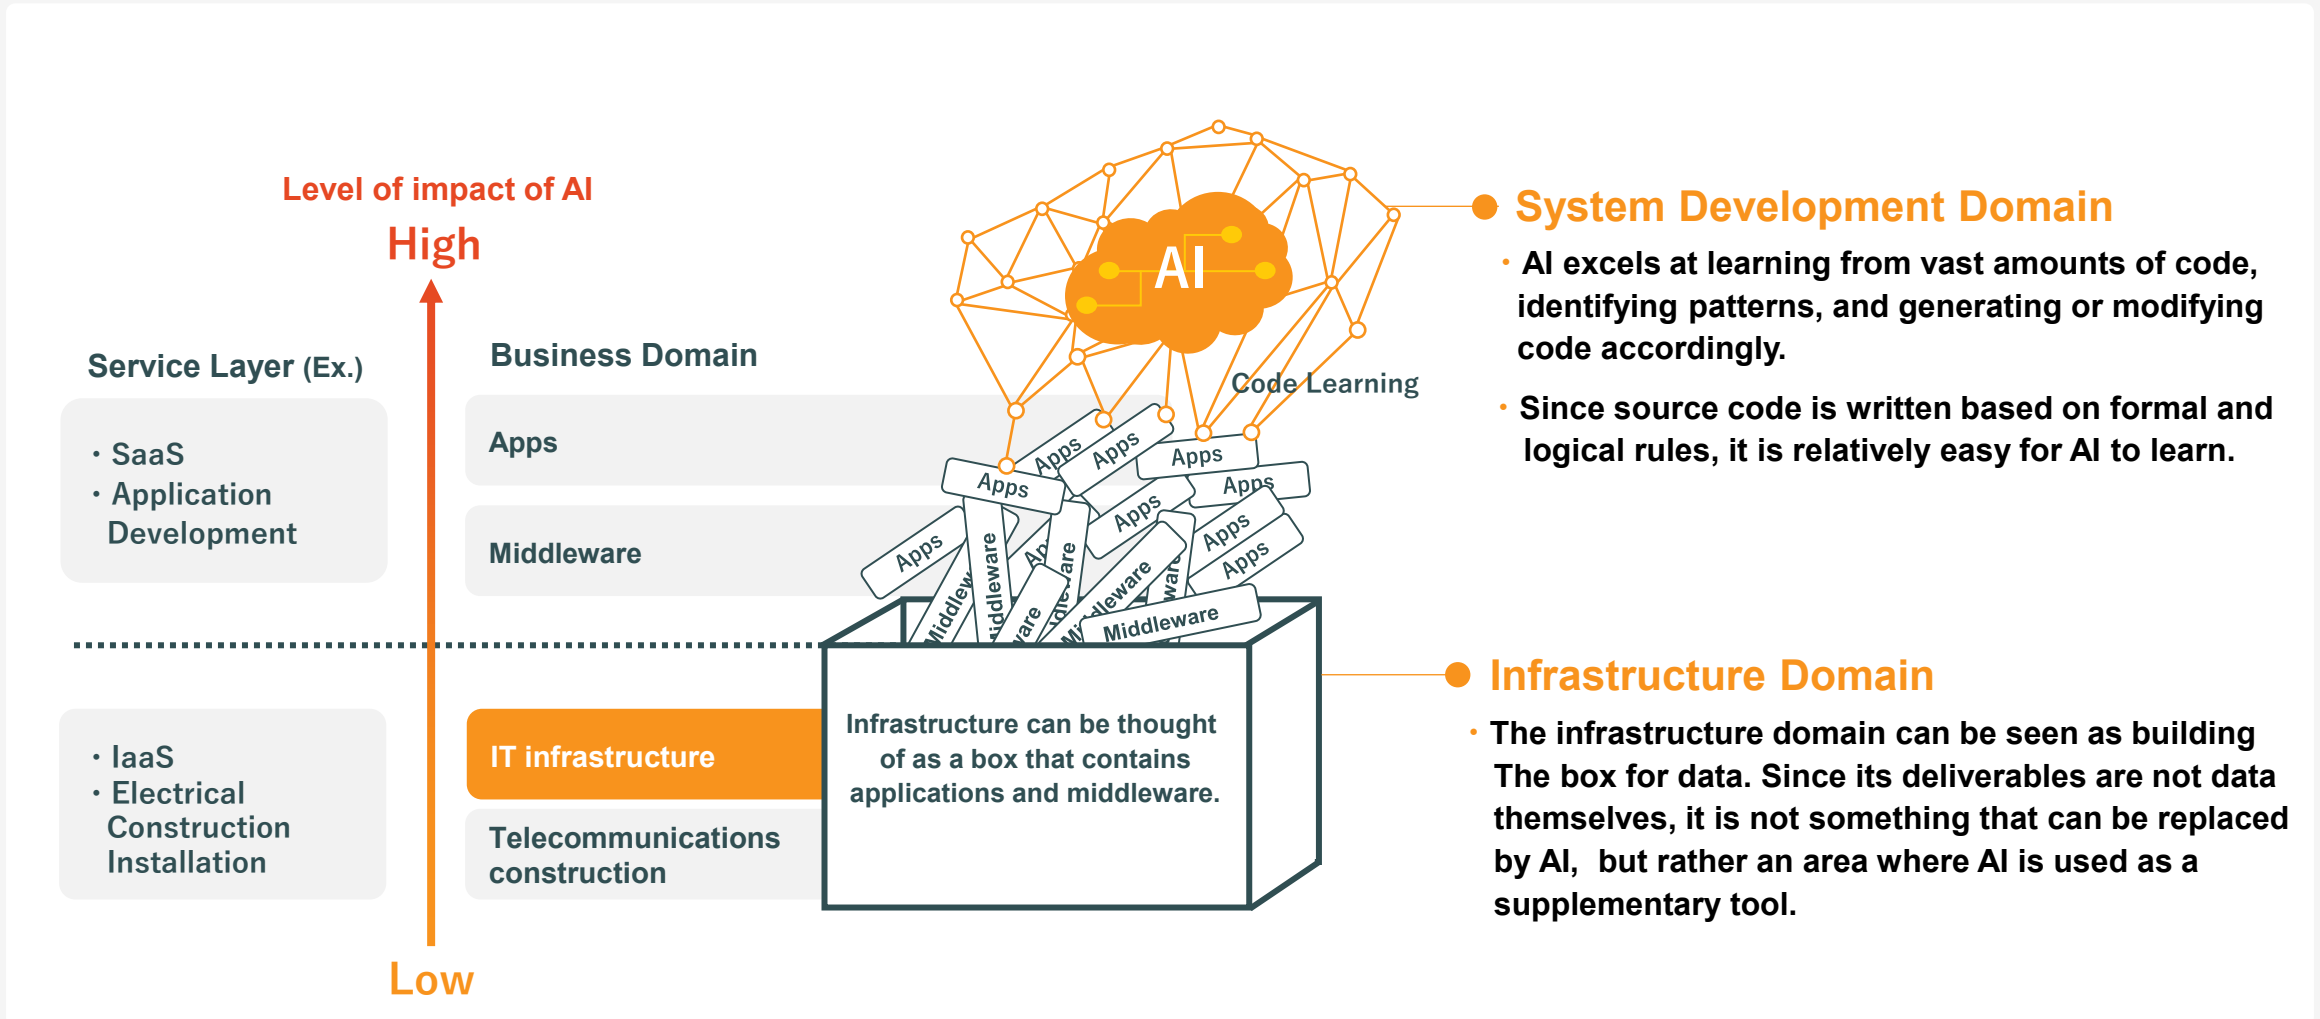 Level of impact of AI
High
Service Layer (Ex.)
・SaaS
・Application
Development
・IaaS
・Electrical
Construction
Installation
Low
Business Domain
Apps
Middleware
IT infrastructure
Telecommunications
construction
AI
Code Learning
Apps
Apps
Apps
Apps
Apps
Apps
Apps
Apps
Apps
Middleware
Middleware
Middleware
Infrastructure can be thought
of as a box that contains
applications and middleware.
System Development Domain
・AI excels at learning from vast amounts of code,
identifying patterns, and generating or modifying
code accordingly.
・Since source code is written based on formal and
logical rules, it is relatively easy for AI to learn.
Infrastructure Domain
・The infrastructure domain can be seen as building
The box for data. Since its deliverables are not data
themselves, it is not something that can be replaced
by AI,  but rather an area where AI is used as a
supplementary tool.